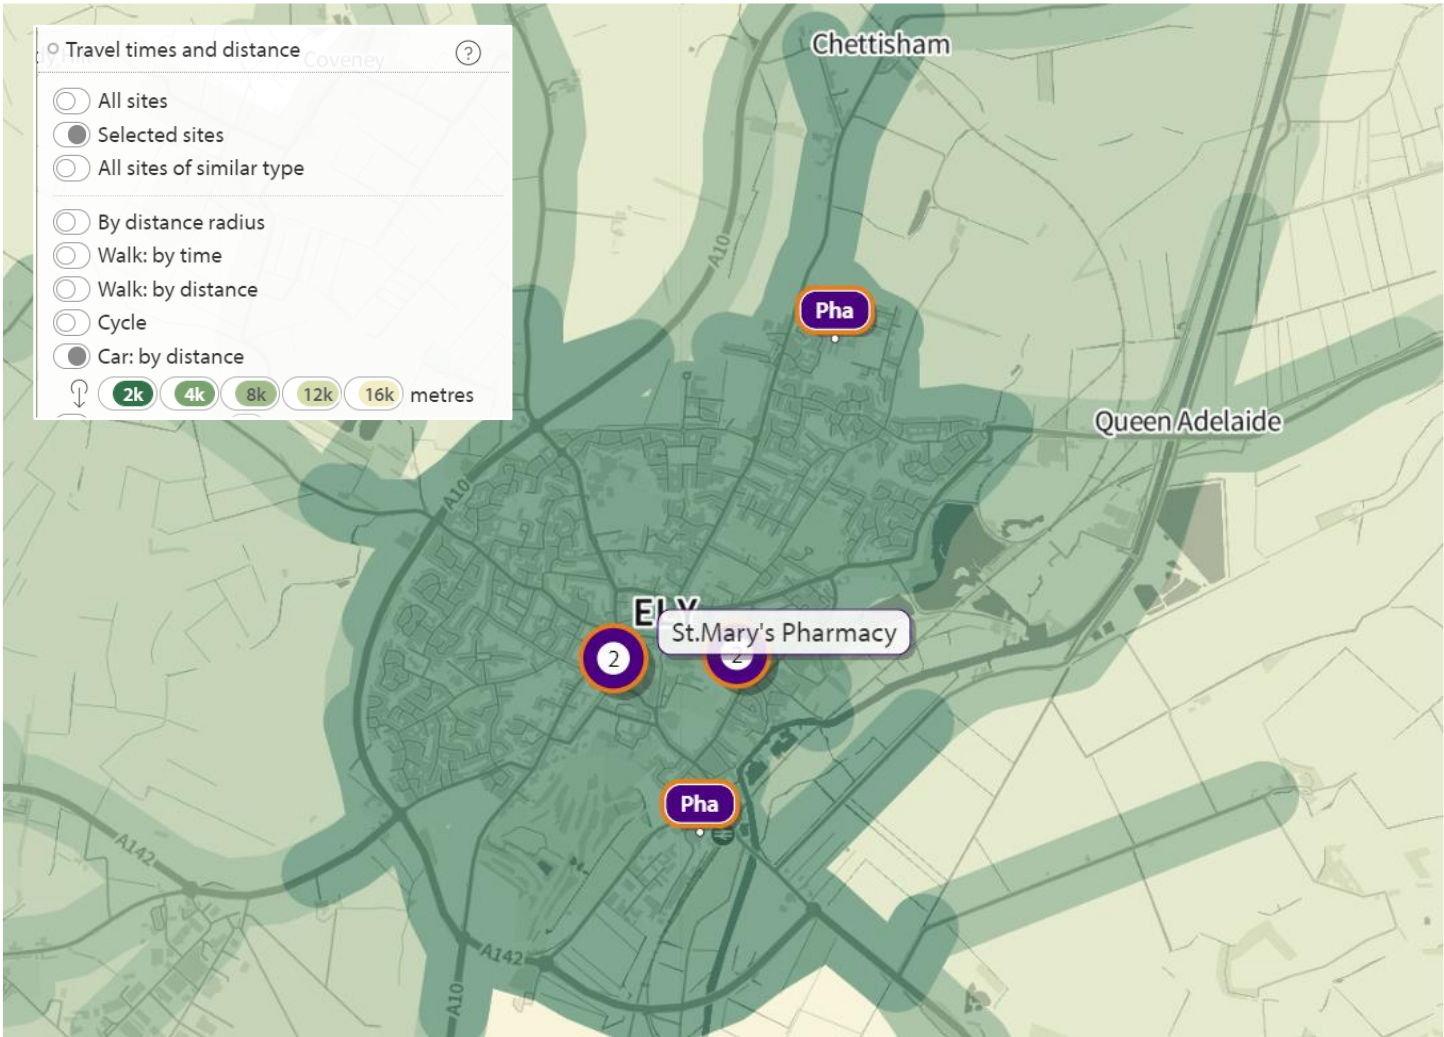 Travel times and distance
?
Coveney
All sites
Selected sites
All sites of similar type
By distance radius
Walk: by time
Walk: by distance
Cycle
Car: by distance
2k 4k 8k 12k 16k metres
Chettisham
A10
Pha
Queen Adelaide
A10
ELY
St.Mary's Pharmacy
2
2
Pha
A142
A142
A10